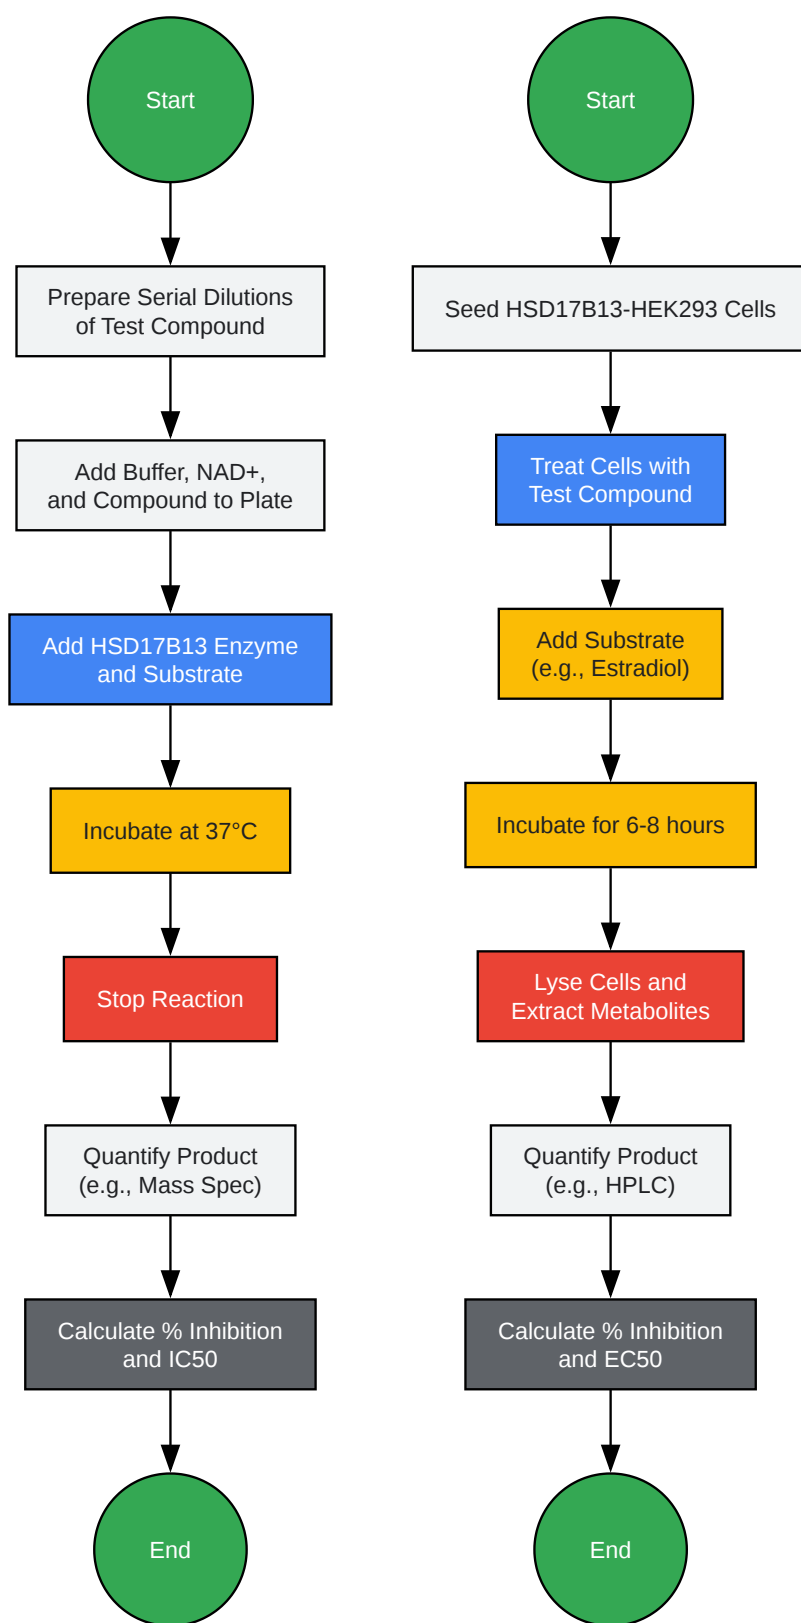 Start
Prepare Serial Dilutions
of Test Compound
Add Buffer, NAD+,
and Compound to Plate
Add HSD17B13 Enzyme
and Substrate
Incubate at 37°C
Stop Reaction
Quantify Product
(e.g., Mass Spec)
Calculate % Inhibition
and IC50
End
Start
Seed HSD17B13-HEK293 Cells
Treat Cells with
Test Compound
Add Substrate
(e.g., Estradiol)
Incubate for 6-8 hours
Lyse Cells and
Extract Metabolites
Quantify Product
(e.g., HPLC)
Calculate % Inhibition
and EC50
End